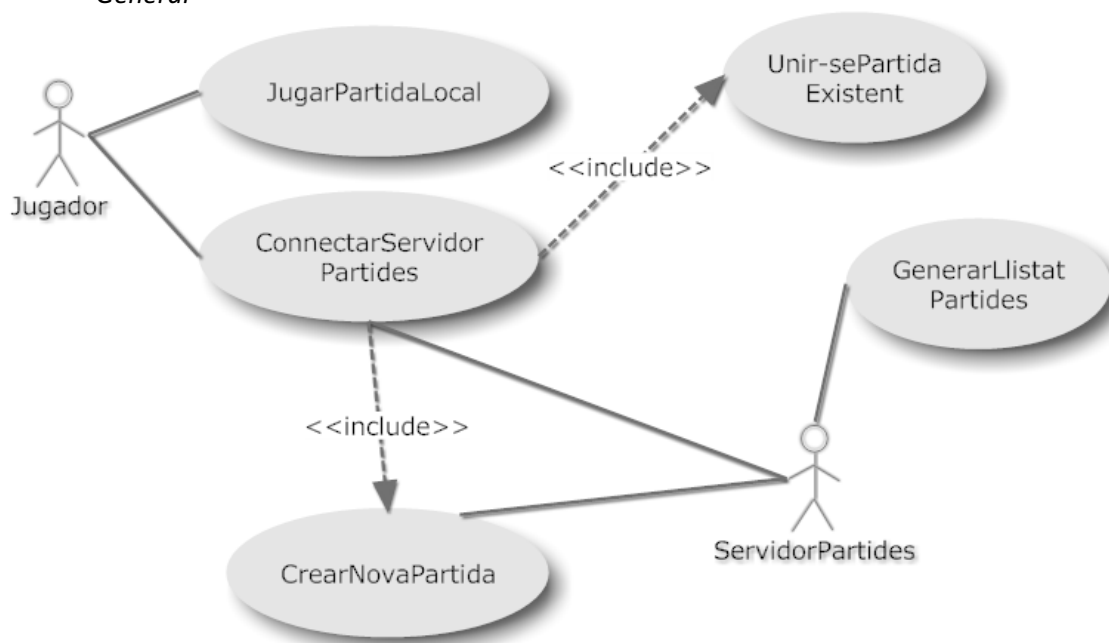 General
JugarPartidaLocal
Unir-sePartida
Existent
<<include>>
Jugador
ConnectarServidor
Partides
GenerarLlistat
Partides
<<include>>
ServidorPartides
CrearNovaPartida